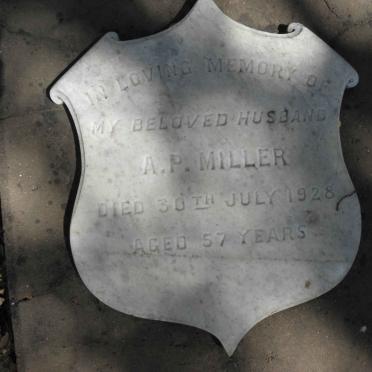 IN LOVING MEMORY OF
MY BELOVED HUSBAND
A.P. MILLER
DIED 30TH JULY 1928
AGED 57 YEARS